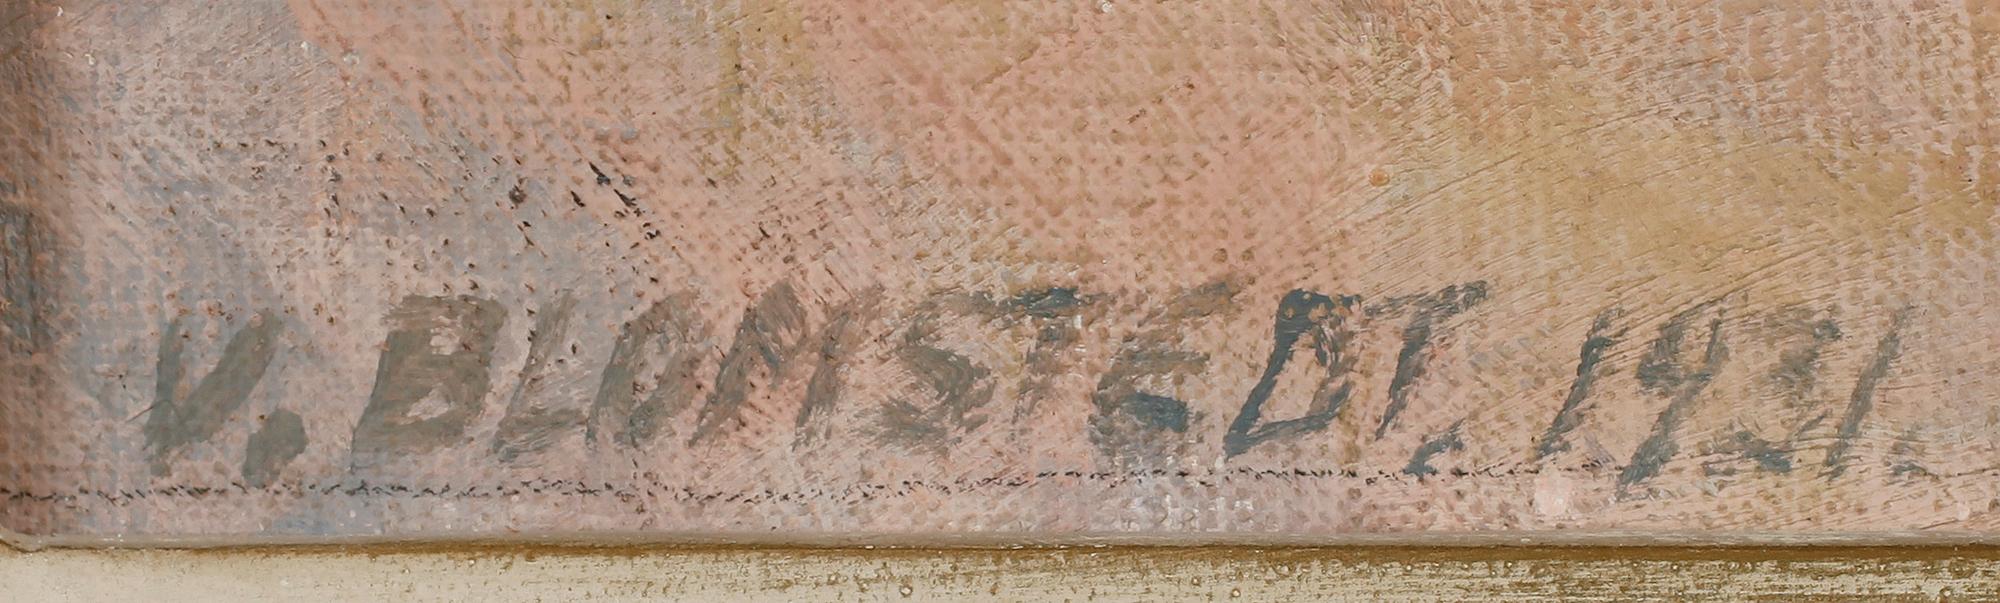 V. BLOMSTEDT. 1931.